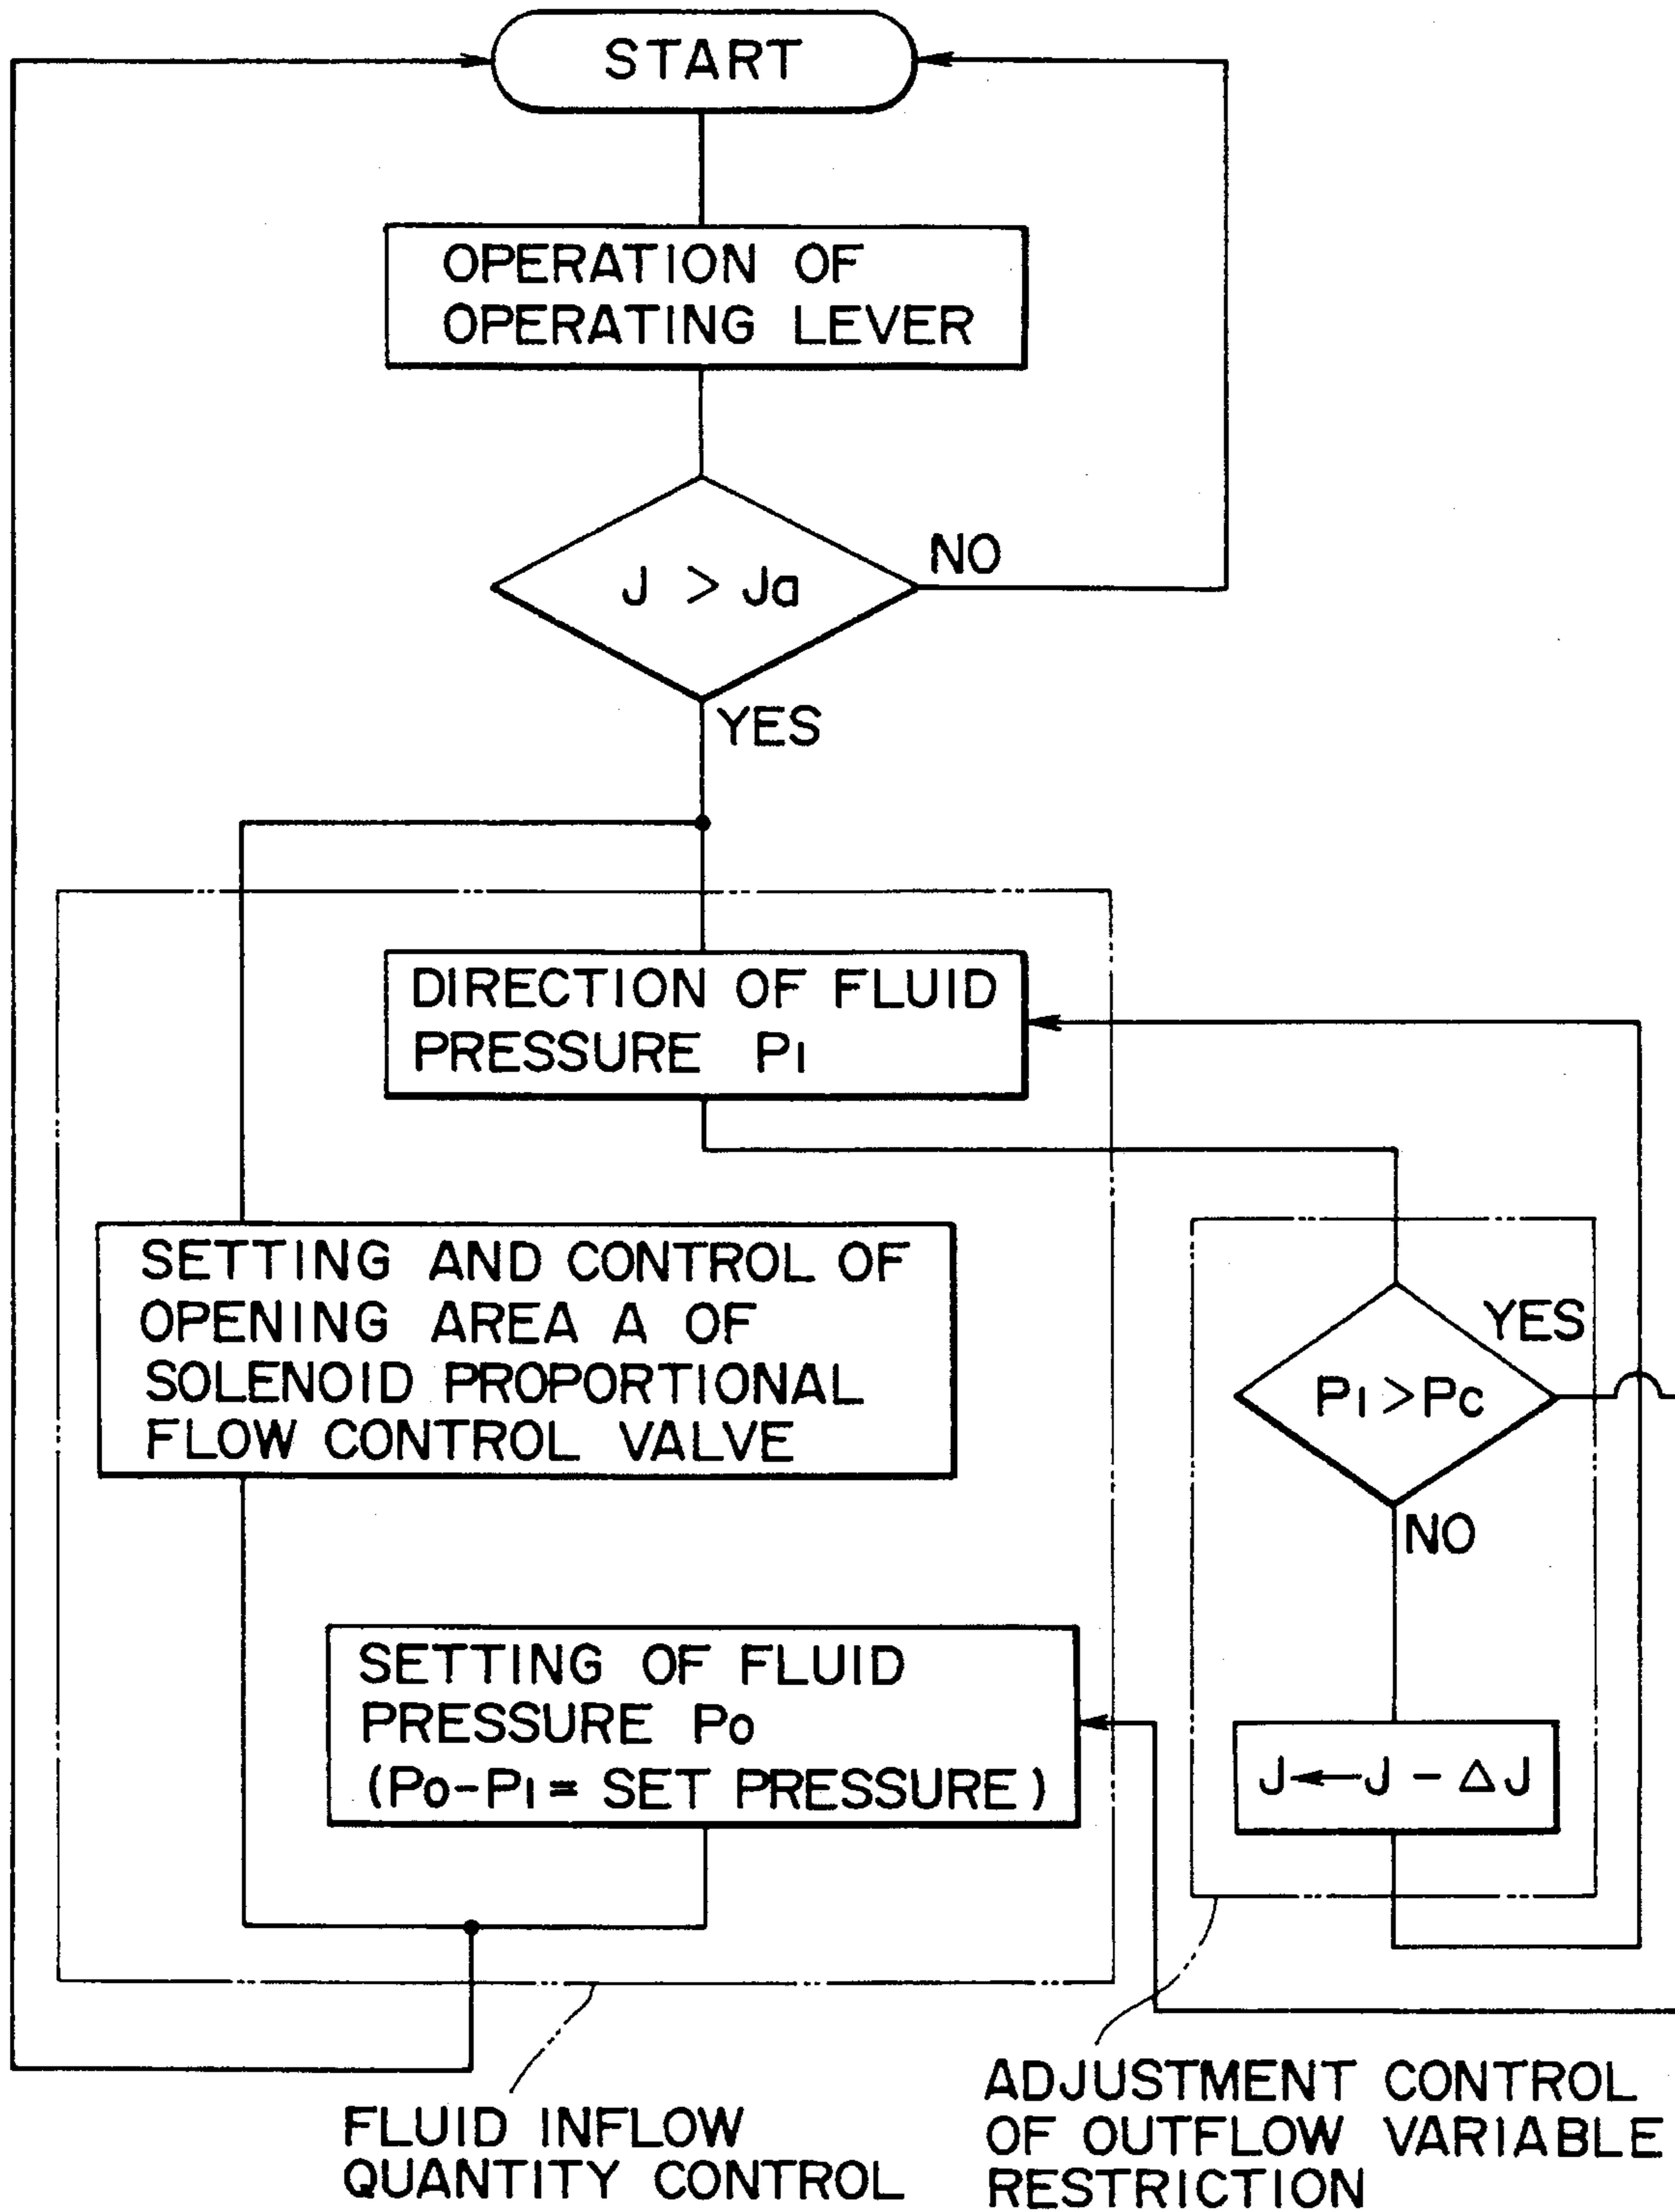 START
OPERATION OF
OPERATING LEVER
J > Ja
NO
YES
DIRECTION OF FLUID
PRESSURE P1
SETTING AND CONTROL OF
OPENING AREA A OF
SOLENOID PROPORTIONAL
FLOW CONTROL VALVE
YES
P1 > Pc
NO
SETTING OF FLUID
PRESSURE Po
(Po-P1 = SET PRESSURE)
J ← J - ΔJ
FLUID INFLOW
QUANTITY CONTROL
ADJUSTMENT CONTROL
OF OUTFLOW VARIABLE
RESTRICTION